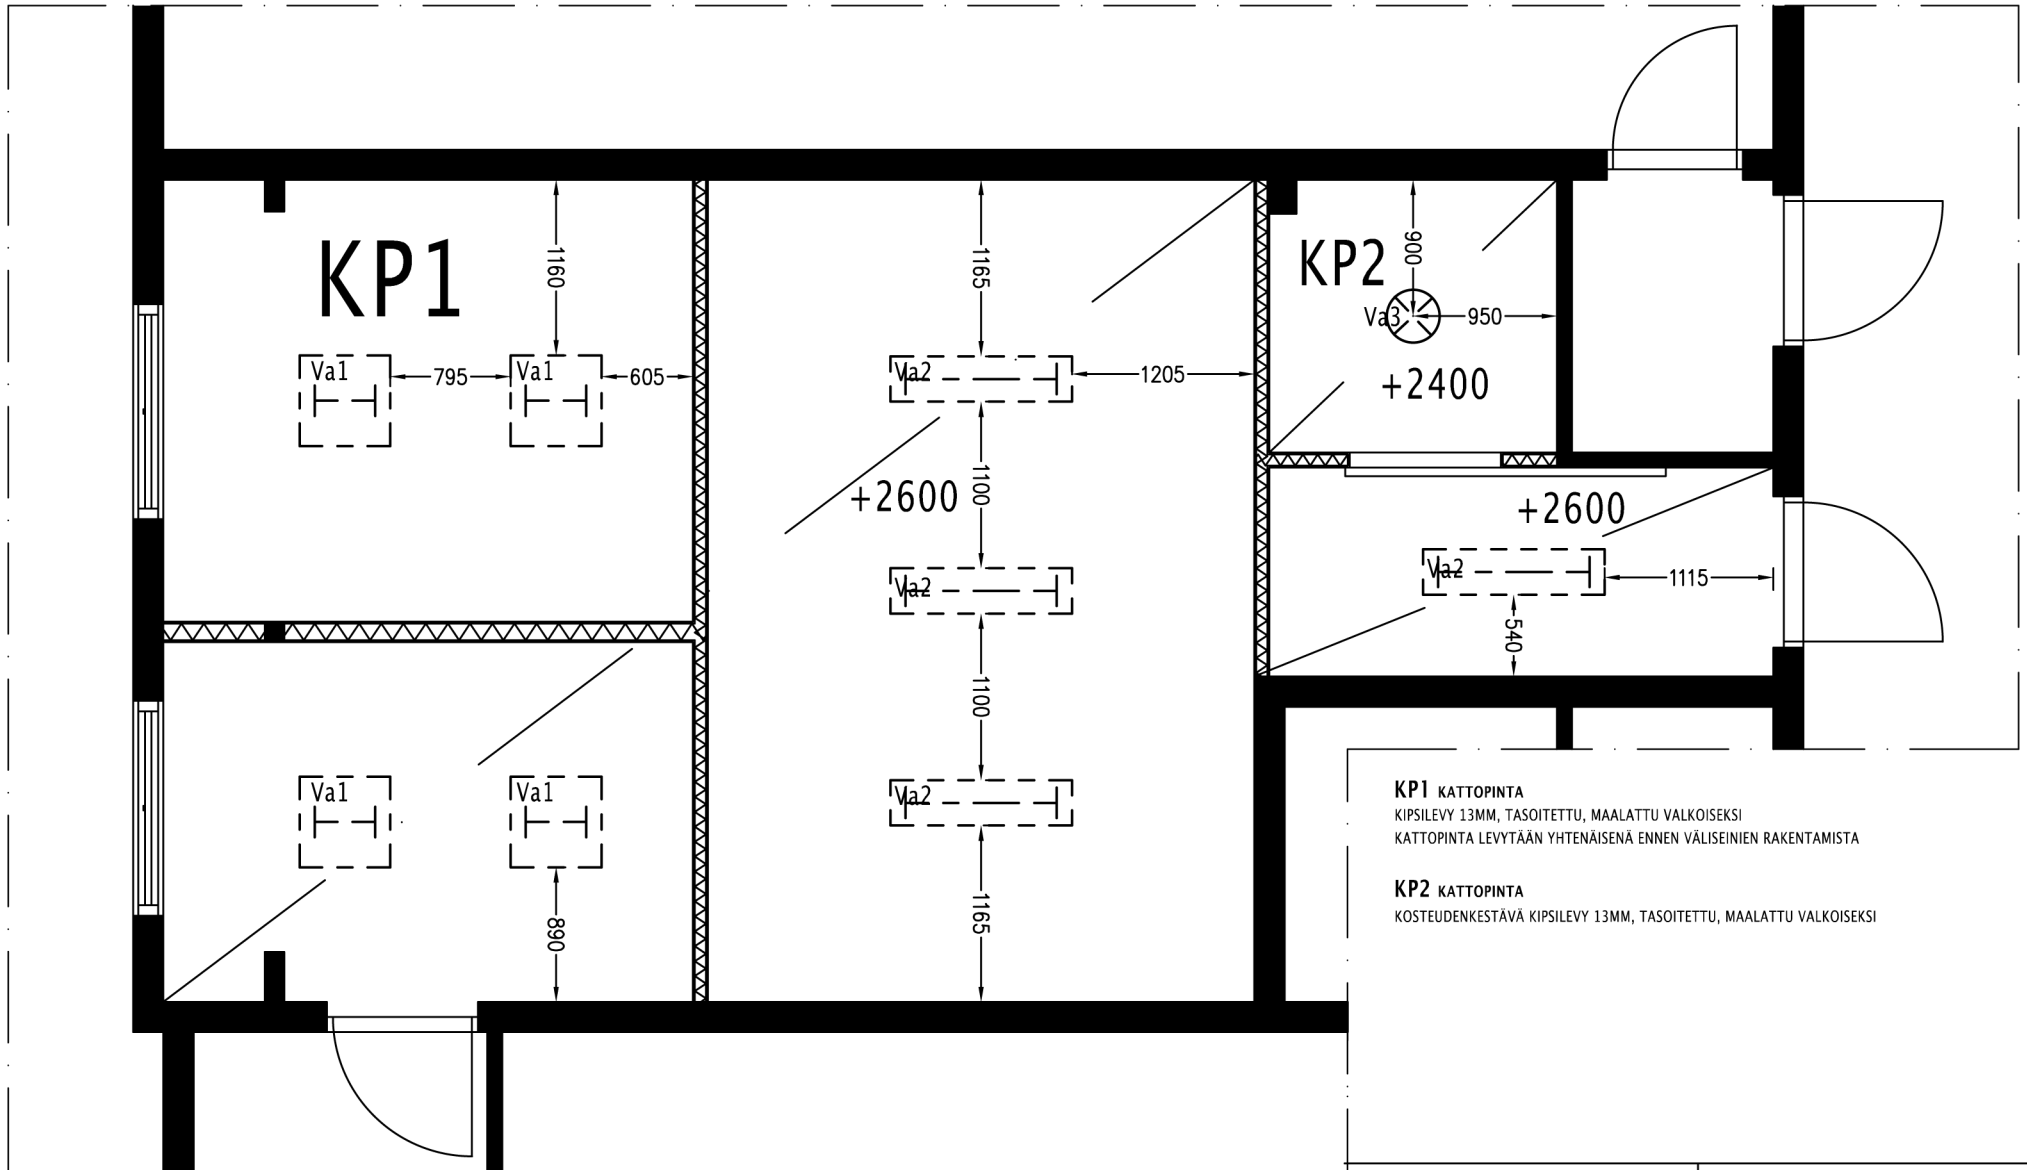 KP1
1160
Va1
795
Va1
605
1165
Va2
1205
1100
+2600
Va2
1100
Va2
1165
KP2
900
Va3
950
+2400
+2600
Va2
1115
540
Va1
Va1
890
KP1 KATTOPINTA
KIPSILEVY 13MM, TASOITETTU, MAALATTU VALKOISEKSI
KATTOPINTA LEVYTÄÄN YHTENÄISENÄ ENNEN VÄLISEINIEN RAKENTAMISTA
KP2 KATTOPINTA
KOSTEUDENKESTÄVÄ KIPSILEVY 13MM, TASOITETTU, MAALATTU VALKOISEKSI